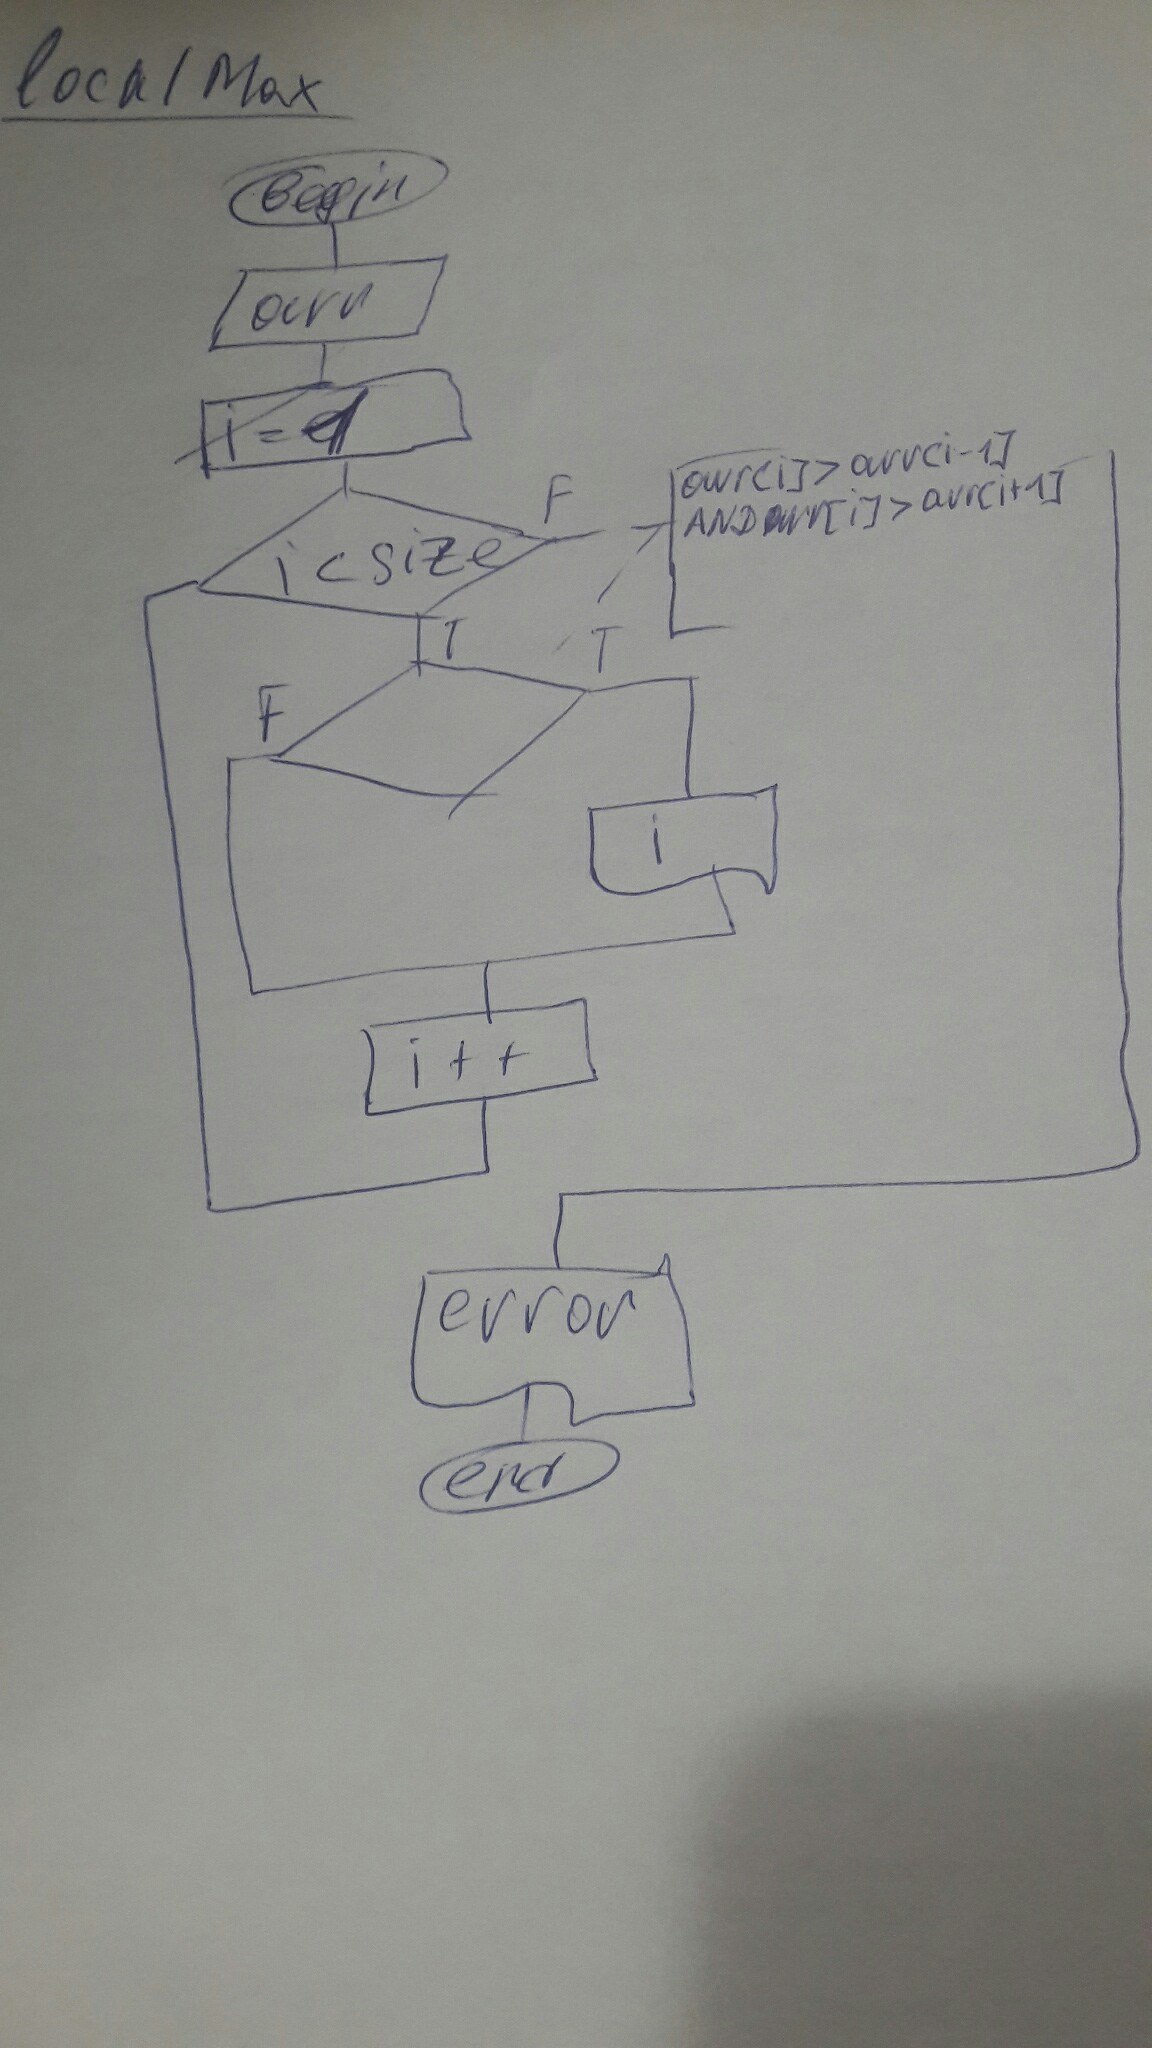 localMax
Begin
arr
i = 1
i < size
F
arr[i] > arr[i-1]
AND arr[i] > arr[i+1]
T
T
F
i
i++
error
end